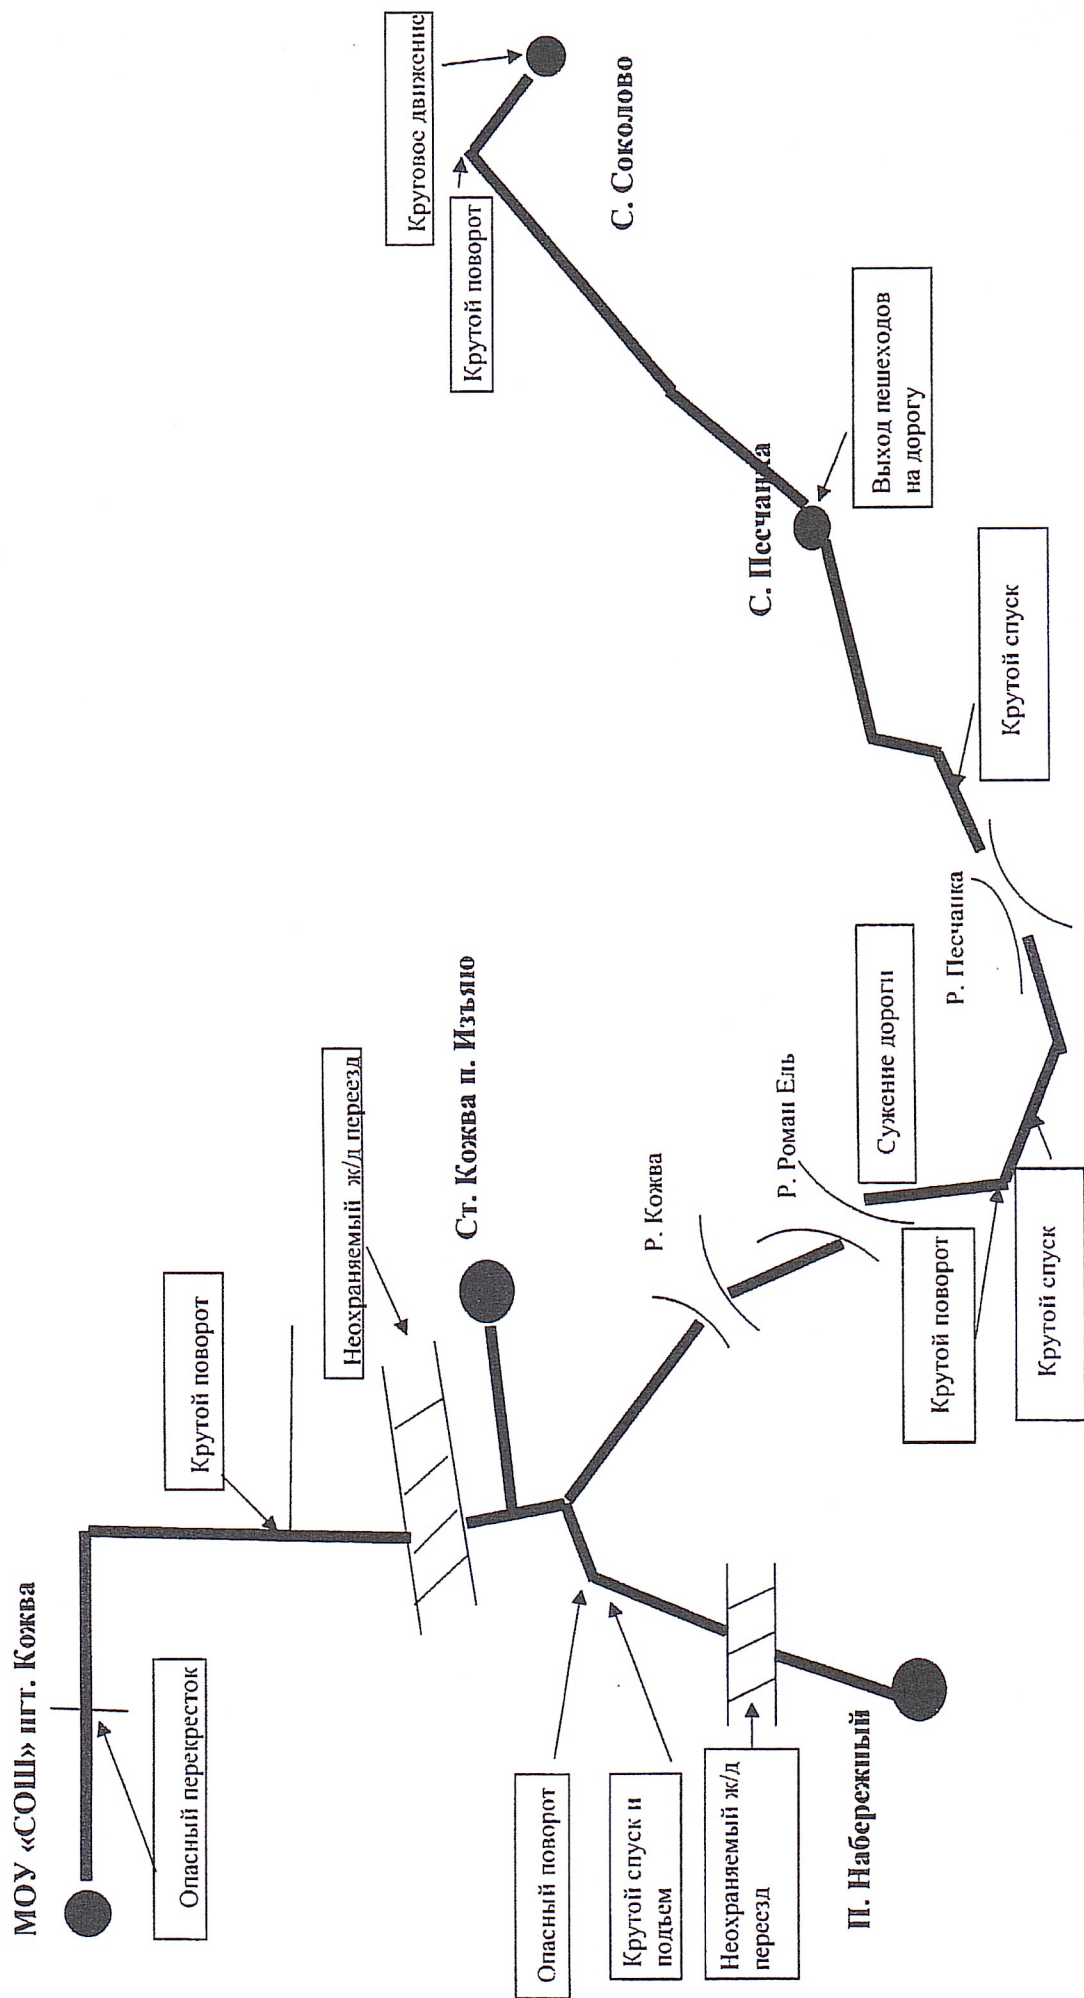 МОУ «СОШ» пгт. Кожва
Опасный перекресток
Крутой поворот
Неохраняемый ж/д переезд
Ст. Кожва п. Изъяю
Опасный поворот
Крутой спуск и
подъем
Неохраняемый ж/д
переезд
П. Набережный
Р. Кожва
Р. Роман Ель
Сужение дороги
Крутой поворот
Крутой спуск
Р. Песчанка
Крутой спуск
С. Песчанка
Выход пешеходов
на дорогу
Крутой поворот
Круговое движение
С. Соколово